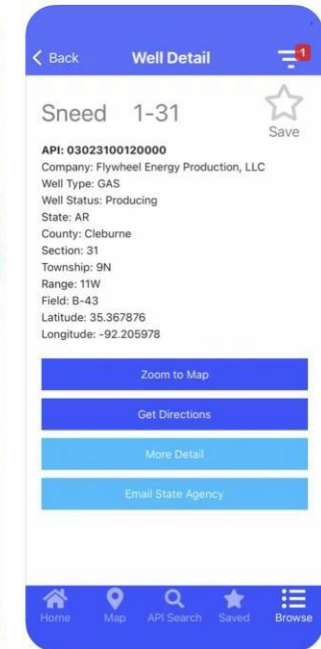 Back Well Detail 1
Sneed 1-31
Save
API: 03023100120000
Company: Flywheel Energy Production, LLC
Well Type: GAS
Well Status: Producing
State: AR
County: Cleburne
Section: 31
Township: 9N
Range: 11W
Field: B-43
Latitude: 35.367876
Longitude: -92.205978
Zoom to Map
Get Directions
More Detail
Email State Agency
Home Map API Search Saved Browse